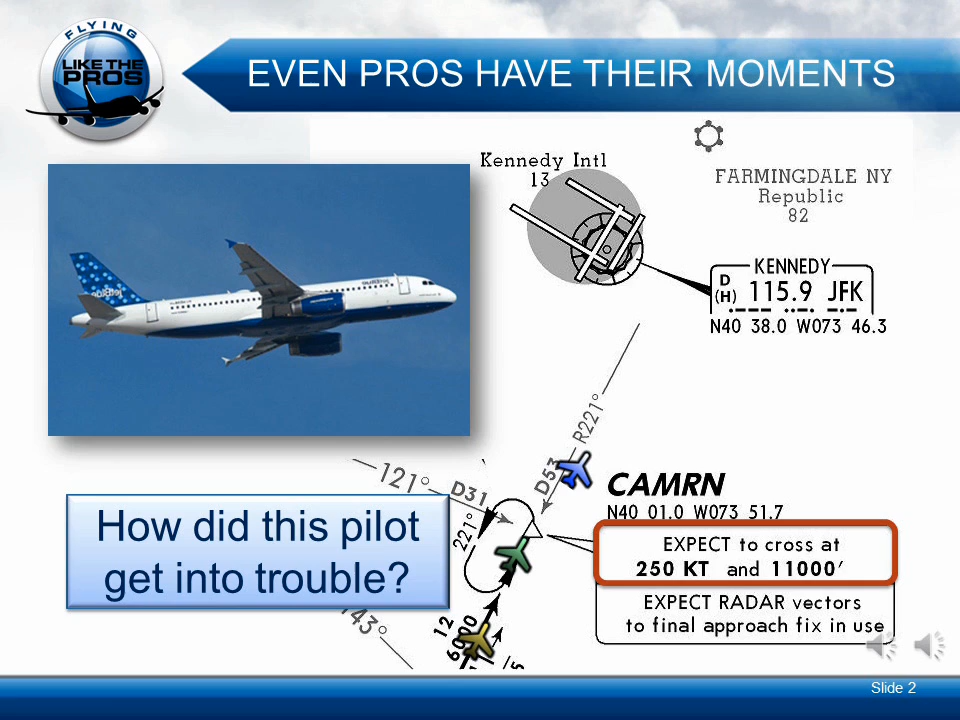 FLYING
LIKE THE
PROS
EVEN PROS HAVE THEIR MOMENTS
Kennedy Intl
13
FARMINGDALE NY
Republic
82
KENNEDY
D
(H) 115.9 JFK
N40 38.0 W073 46.3
jetBlue
R221°
D53
121°
D31
221°
CAMRN
N40 01.0 W073 51.7
EXPECT to cross at
250 KT and 11000'
EXPECT RADAR vectors
to final approach fix in use
How did this pilot
get into trouble?
143°
12
6000
Slide 2